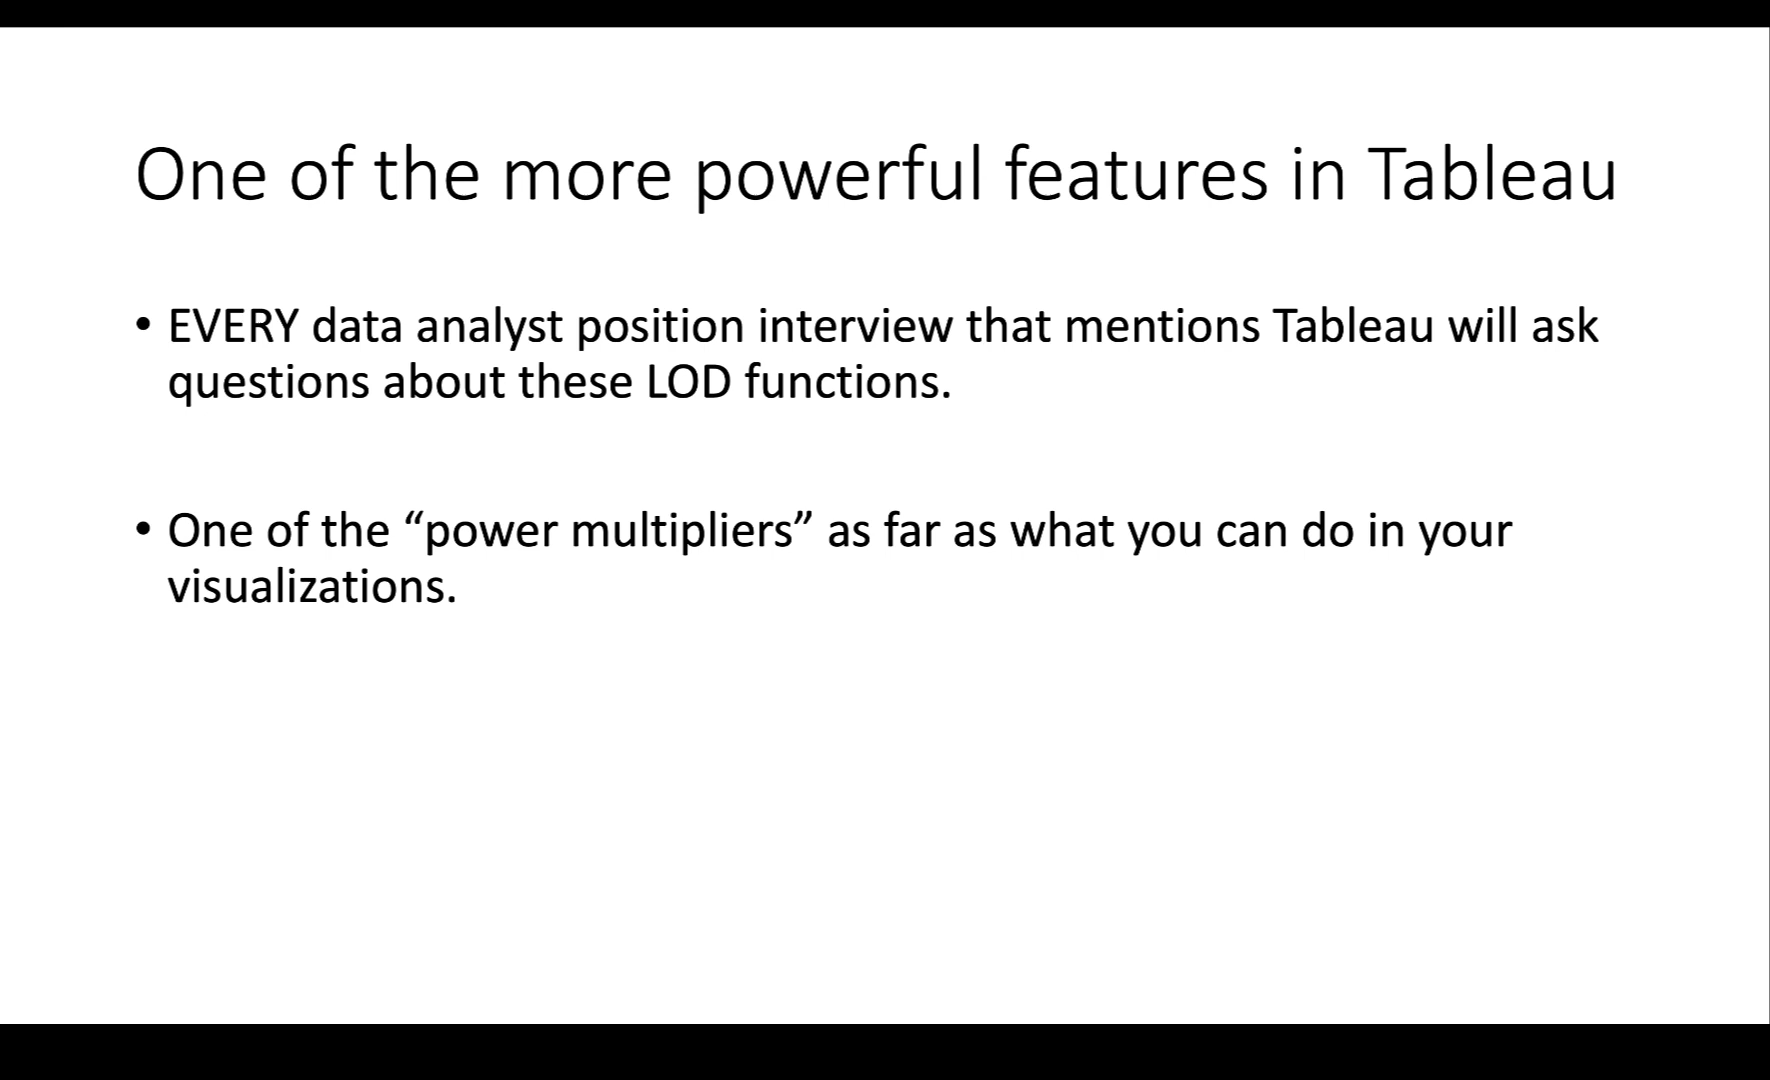 One of the more powerful features in Tableau
• EVERY data analyst position interview that mentions Tableau will ask
questions about these LOD functions.
• One of the “power multipliers” as far as what you can do in your
visualizations.